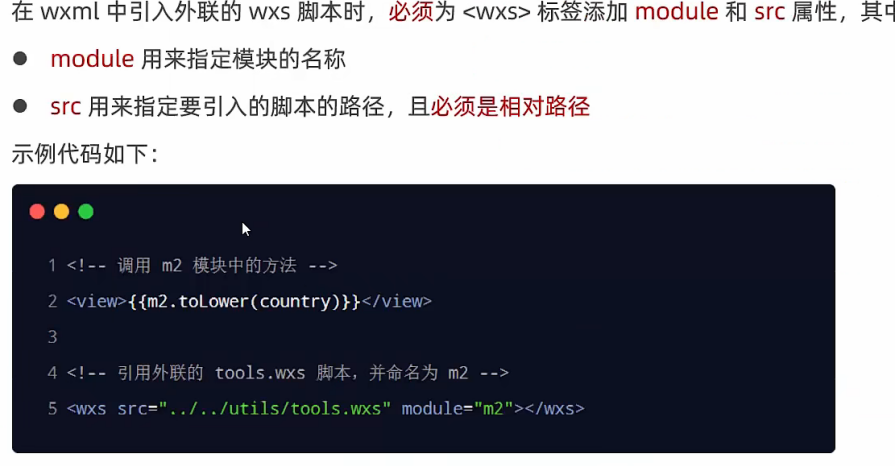 在 wxml 中引入外联的 wxs 脚本时，必须为 <wxs> 标签添加 module 和 src 属性，其中
● module 用来指定模块的名称
● src 用来指定要引入的脚本的路径，且必须是相对路径
示例代码如下：
1 <!-- 调用 m2 模块中的方法 -->
2 <view>{{m2.toLower(country)}}</view>
3
4 <!-- 引用外联的 tools.wxs 脚本，并命名为 m2 -->
5 <wxs src="../../utils/tools.wxs" module="m2"></wxs>